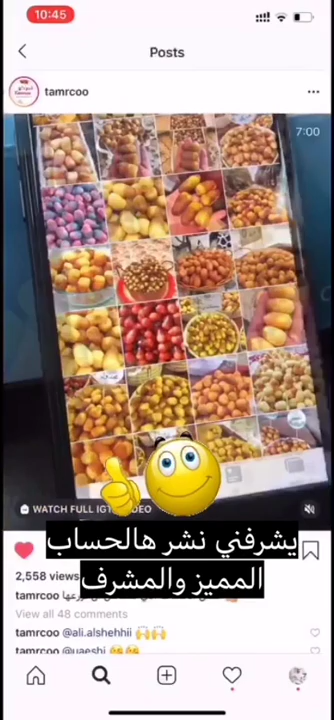 10:45
Posts
tamrcoo
7:00
WATCH FULL IGTV VIDEO
يشرفني نشر هالحساب
المميز والمشرف
2,558 views
tamrcoo
View all 48 comments
tamrcoo @ali.alshehhii 🙌🙌
tamrcoo @uaeshj 😘😘